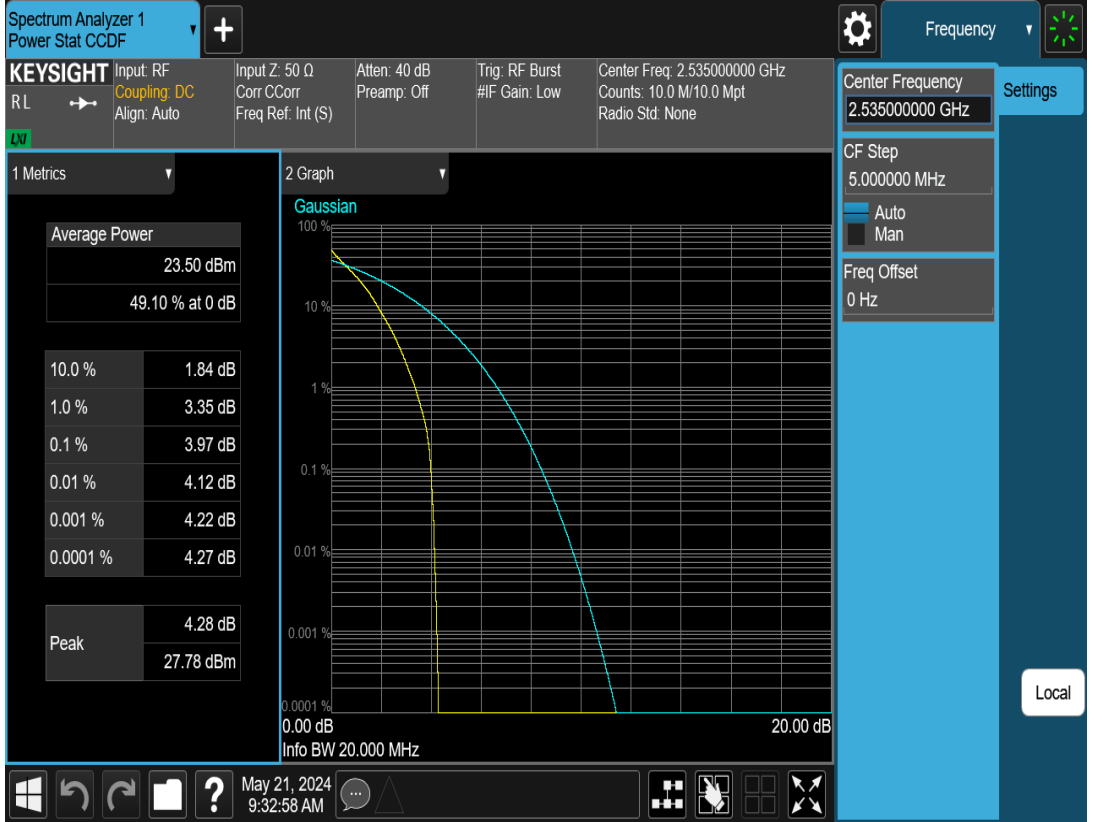 Spectrum Analyzer 1
Power Stat CCDF
+
Frequency
KEYSIGHT
RL
LXI
Input: RF
Coupling: DC
Align: Auto
Input Z: 50 Ω
Corr CCorr
Freq Ref: Int (S)
Atten: 40 dB
Preamp: Off
Trig: RF Burst
#IF Gain: Low
Center Freq: 2.535000000 GHz
Counts: 10.0 M/10.0 Mpt
Radio Std: None
Center Frequency
2.535000000 GHz
Settings
CF Step
5.000000 MHz
Auto
Man
Freq Offset
0 Hz
1 Metrics
Average Power
23.50 dBm
49.10 % at 0 dB
10.0 % 1.84 dB
1.0 % 3.35 dB
0.1 % 3.97 dB
0.01 % 4.12 dB
0.001 % 4.22 dB
0.0001 % 4.27 dB
Peak
4.28 dB
27.78 dBm
2 Graph
Gaussian
100 %
10 %
1 %
0.1 %
0.01 %
0.001 %
0.0001 %
0.00 dB 20.00 dB
Info BW 20.000 MHz
Local
?
May 21, 2024
9:32:58 AM